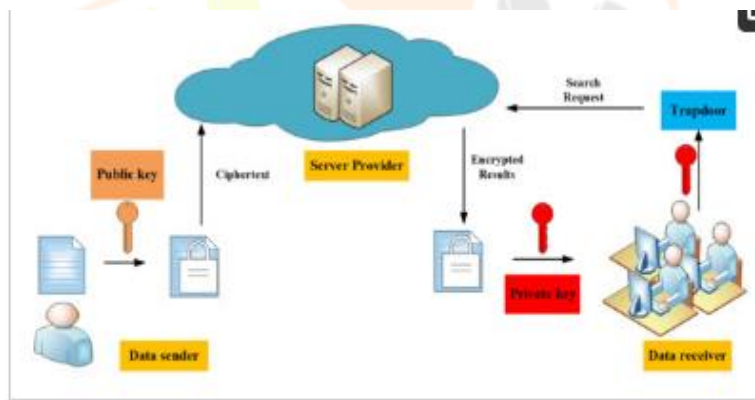 Search
Request
Trapdoor
Server Provider
Encrypted
Results
Public key
Ciphertext
Private key
Data sender
Data receiver